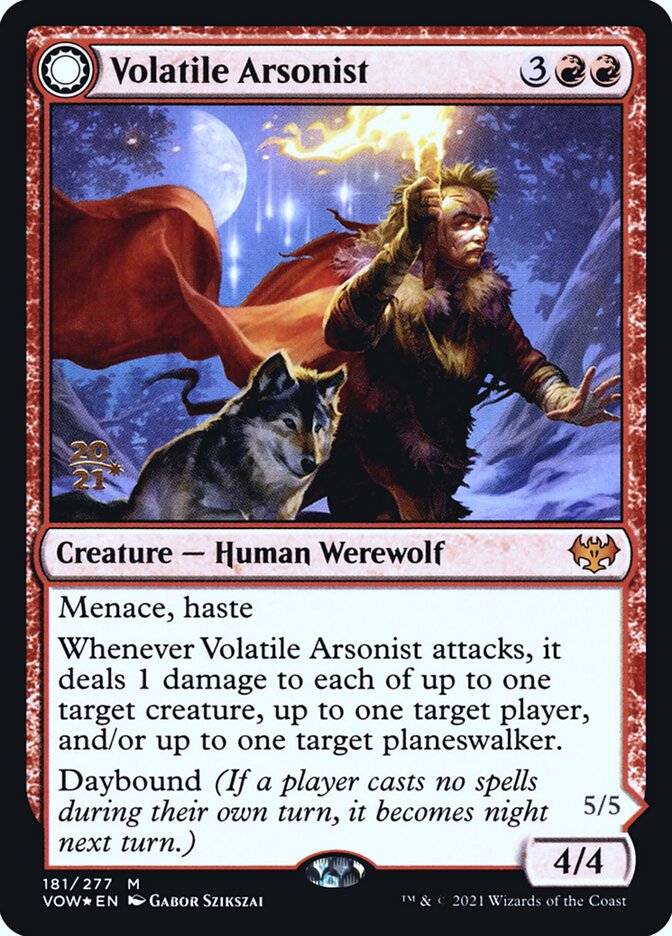 Volatile Arsonist 3
20
21
Creature — Human Werewolf
Menace, haste
Whenever Volatile Arsonist attacks, it
deals 1 damage to each of up to one
target creature, up to one target player,
and/or up to one target planeswalker.
Daybound (If a player casts no spells
during their own turn, it becomes night
next turn.)
5/5
4/4
181/277 M
VOW★EN Gabor Szikszai
™ & © 2021 Wizards of the Coast